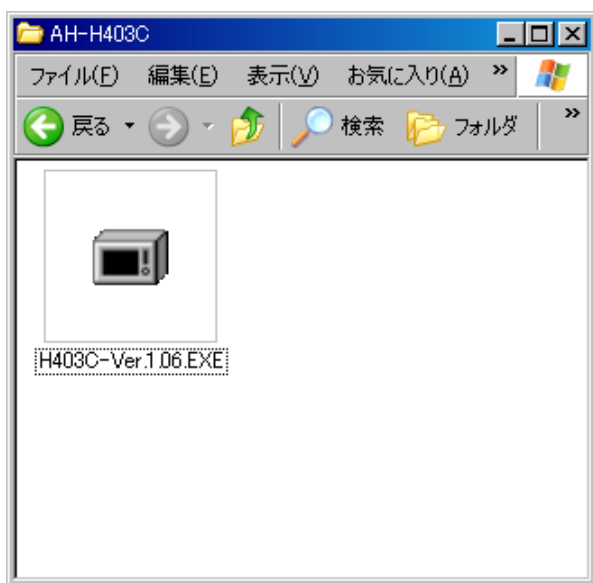 AH-H403C
ファイル(F) 編集(E) 表示(V) お気に入り(A) »
戻る 検索 フォルダ »
H403C-Ver.1.06.EXE